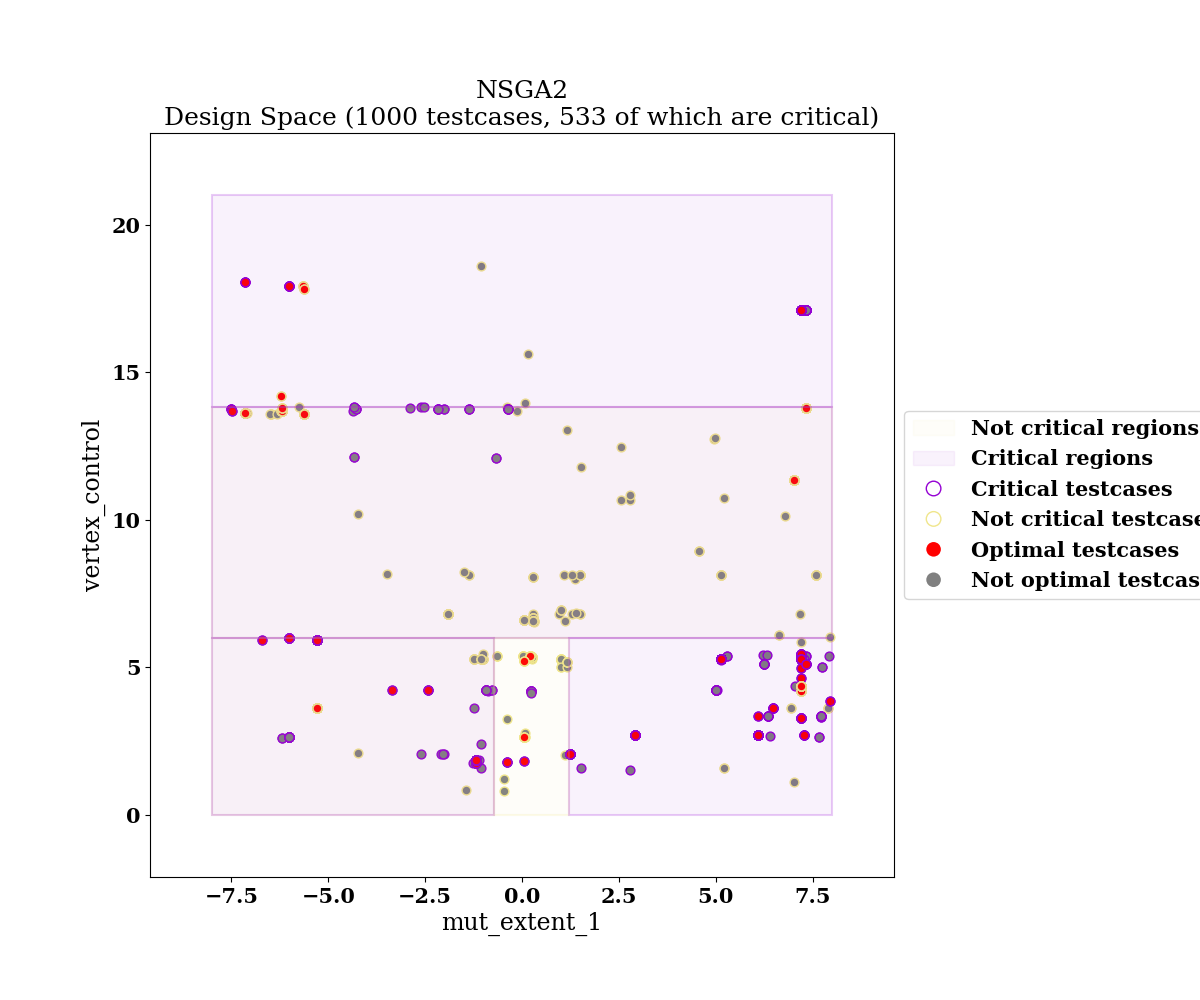 NSGA2
Design Space (1000 testcases, 533 of which are critical)
vertex_control
20
15
10
5
0
−7.5 −5.0 −2.5 0.0 2.5 5.0 7.5
mut_extent_1
Not critical regions
Critical regions
Critical testcases
Not critical testcase
Optimal testcases
Not optimal testcas